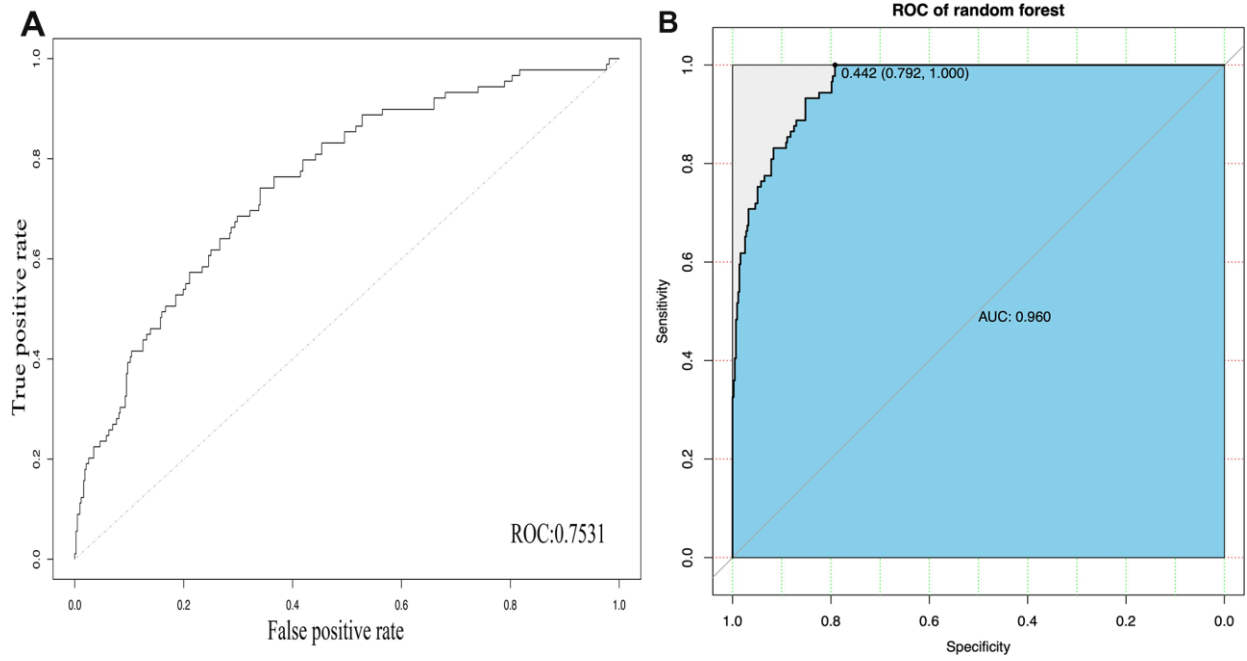 A
1.0
0.8
0.6
0.4
0.2
0.0
True positive rate
ROC:0.7531
0.0 0.2 0.4 0.6 0.8 1.0
False positive rate
B
ROC of random forest
1.0
0.8
0.6
0.4
0.2
0.0
Sensitivity
0.442 (0.792, 1.000)
AUC: 0.960
1.0 0.8 0.6 0.4 0.2 0.0
Specificity